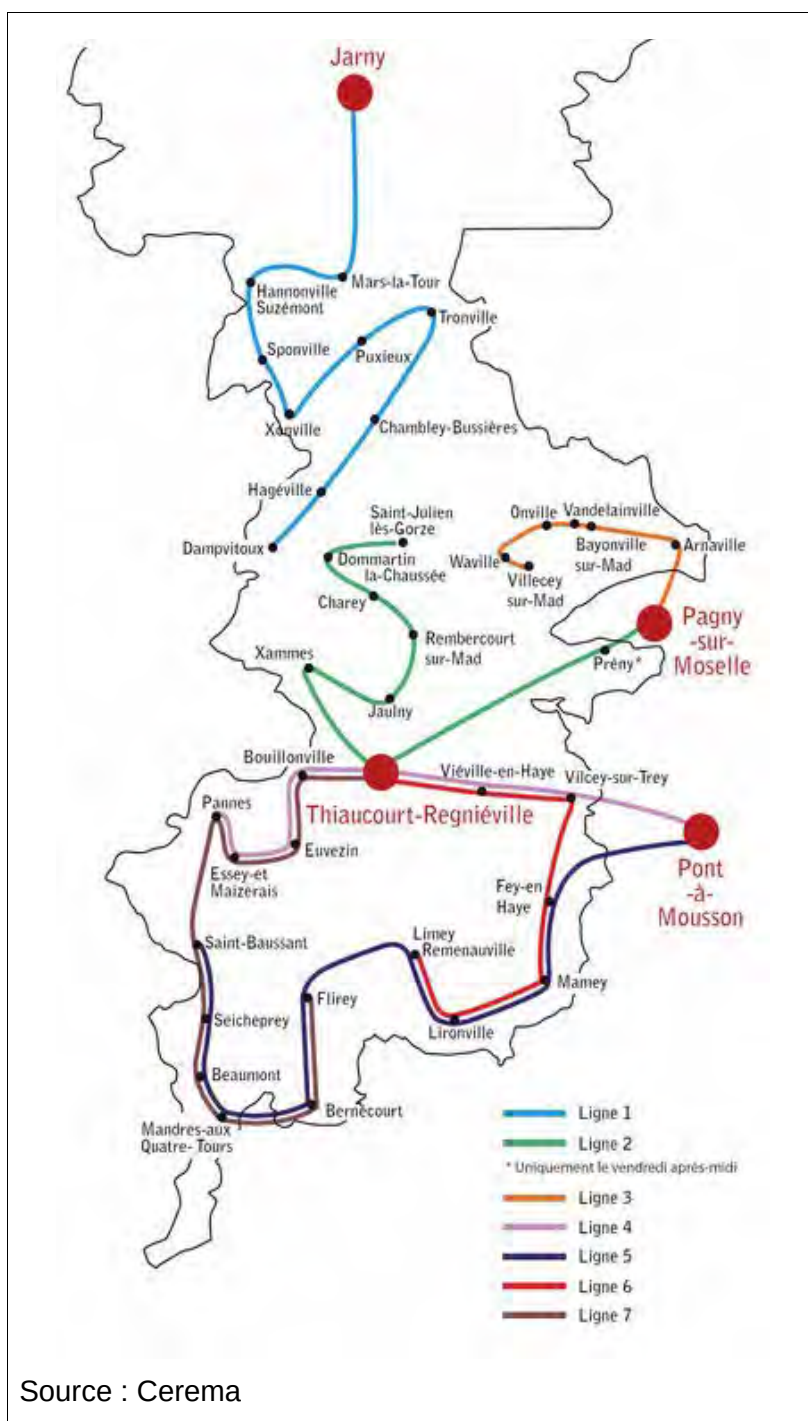 Jarny
Mars-la-Tour
Hannonville
Suzémont
Tronville
Sponville
Puxieux
Xonville
Chambley-Bussières
Hagéville
Saint-Julien
lès-Gorze
Onville
Vandelainville
Dampvitoux
Dommartin
la-Chaussée
Waville
Bayonville
sur-Mad
Arnaville
Villecey
sur-Mad
Charey
Pagny
-sur-
Moselle
Rembercourt
sur-Mad
Xammes
Prény*
Jaulny
Bouillonville
Viéville-en-Haye
Vilcey-sur-Trey
Thiaucourt-Regniéville
Pannes
Euvezin
Essey-et
Maizerais
Pont
-à-
Mousson
Fey-en
Haye
Limey
Remenauville
Saint-Baussant
Mamey
Flirey
Seicheprey
Lironville
Beaumont
Bernécourt
Mandres-aux
Quatre-Tours
Ligne 1
Ligne 2
* Uniquement le vendredi après-midi
Ligne 3
Ligne 4
Ligne 5
Ligne 6
Ligne 7
Source : Cerema